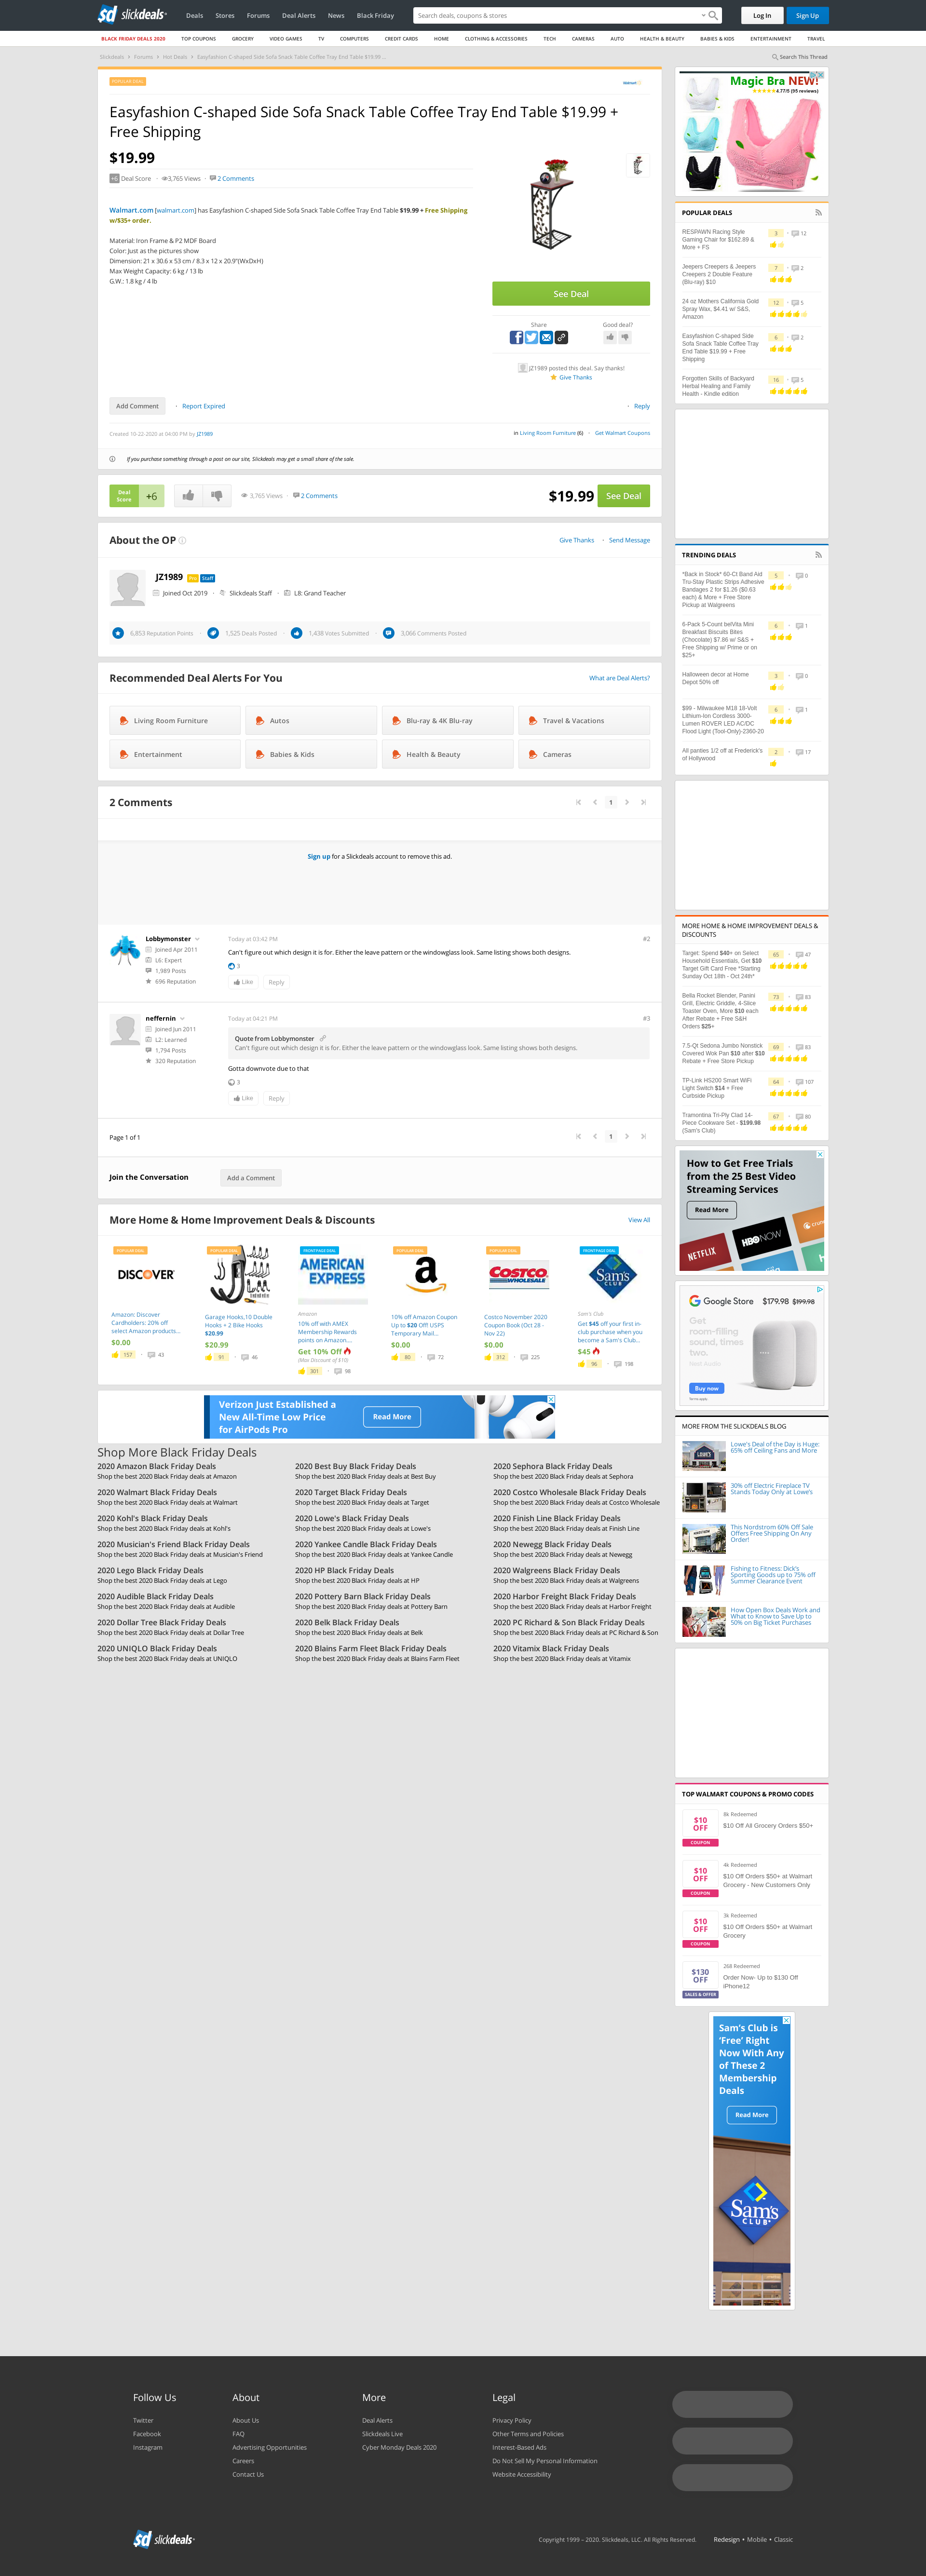 slickdeals
Deals Stores Forums Deal Alerts News Black Friday
Search deals, coupons & stores
Log In Sign Up
BLACK FRIDAY DEALS 2020 TOP COUPONS GROCERY VIDEO GAMES TV COMPUTERS CREDIT CARDS HOME CLOTHING & ACCESSORIES TECH CAMERAS AUTO HEALTH & BEAUTY BABIES & KIDS ENTERTAINMENT TRAVEL
Slickdeals > Forums > Hot Deals > Easyfashion C-shaped Side Sofa Snack Table Coffee Tray End Table $19.99 ...
Search This Thread
POPULAR DEAL
Walmart
Easyfashion C-shaped Side Sofa Snack Table Coffee Tray End Table $19.99 +
Free Shipping
$19.99
+6 Deal Score 3,765 Views 2 Comments
Walmart.com [walmart.com] has Easyfashion C-shaped Side Sofa Snack Table Coffee Tray End Table $19.99 + Free Shipping
w/$35+ order.
Material: Iron Frame & P2 MDF Board
Color: Just as the pictures show
Dimension: 21 x 30.6 x 53 cm / 8.3 x 12 x 20.9"(WxDxH)
Max Weight Capacity: 6 kg / 13 lb
G.W.: 1.8 kg / 4 lb
See Deal
Share Good deal?
JZ1989 posted this deal. Say thanks!
Give Thanks
Add Comment Report Expired Reply
Created 10-22-2020 at 04:00 PM by JZ1989
in Living Room Furniture (6) Get Walmart Coupons
If you purchase something through a post on our site, Slickdeals may get a small share of the sale.
Deal
Score +6
3,765 Views 2 Comments
$19.99 See Deal
About the OP
Give Thanks Send Message
JZ1989 Pro Staff
Joined Oct 2019 Slickdeals Staff L8: Grand Teacher
6,853 Reputation Points 1,525 Deals Posted 1,438 Votes Submitted 3,066 Comments Posted
Recommended Deal Alerts For You
What are Deal Alerts?
Living Room Furniture Autos Blu-ray & 4K Blu-ray Travel & Vacations
Entertainment Babies & Kids Health & Beauty Cameras
2 Comments
1
Sign up for a Slickdeals account to remove this ad.
Lobbymonster
Joined Apr 2011
L6: Expert
1,989 Posts
696 Reputation
Today at 03:42 PM
#2
Can't figure out which design it is for. Either the leave pattern or the windowglass look. Same listing shows both designs.
3
Like Reply
neffernin
Joined Jun 2011
L2: Learned
1,794 Posts
320 Reputation
Today at 04:21 PM
#3
Quote from Lobbymonster
Can't figure out which design it is for. Either the leave pattern or the windowglass look. Same listing shows both designs.
Gotta downvote due to that
3
Like Reply
Page 1 of 1
1
Join the Conversation Add a Comment
More Home & Home Improvement Deals & Discounts
View All
POPULAR DEAL
DISCOVER
Amazon: Discover
Cardholders: 20% off
select Amazon products...
$0.00
157 43
POPULAR DEAL
Garage Hooks,10 Double
Hooks + 2 Bike Hooks
$20.99
$20.99
91 46
FRONTPAGE DEAL
AMERICAN
EXPRESS
Amazon
10% off with AMEX
Membership Rewards
points on Amazon....
Get 10% Off
(Max Discount of $10)
301 98
POPULAR DEAL
10% off Amazon Coupon
Up to $20 Off! USPS
Temporary Mail...
$0.00
80 72
POPULAR DEAL
COSTCO
WHOLESALE
Costco November 2020
Coupon Book (Oct 28 -
Nov 22)
$0.00
312 225
FRONTPAGE DEAL
Sam's
CLUB
Sam's Club
Get $45 off your first in-
club purchase when you
become a Sam's Club...
$45
96 198
Verizon Just Established a
New All-Time Low Price
for AirPods Pro
Read More
Shop More Black Friday Deals
2020 Amazon Black Friday Deals
Shop the best 2020 Black Friday deals at Amazon
2020 Best Buy Black Friday Deals
Shop the best 2020 Black Friday deals at Best Buy
2020 Sephora Black Friday Deals
Shop the best 2020 Black Friday deals at Sephora
2020 Walmart Black Friday Deals
Shop the best 2020 Black Friday deals at Walmart
2020 Target Black Friday Deals
Shop the best 2020 Black Friday deals at Target
2020 Costco Wholesale Black Friday Deals
Shop the best 2020 Black Friday deals at Costco Wholesale
2020 Kohl's Black Friday Deals
Shop the best 2020 Black Friday deals at Kohl's
2020 Lowe's Black Friday Deals
Shop the best 2020 Black Friday deals at Lowe's
2020 Finish Line Black Friday Deals
Shop the best 2020 Black Friday deals at Finish Line
2020 Musician's Friend Black Friday Deals
Shop the best 2020 Black Friday deals at Musician's Friend
2020 Yankee Candle Black Friday Deals
Shop the best 2020 Black Friday deals at Yankee Candle
2020 Newegg Black Friday Deals
Shop the best 2020 Black Friday deals at Newegg
2020 Lego Black Friday Deals
Shop the best 2020 Black Friday deals at Lego
2020 HP Black Friday Deals
Shop the best 2020 Black Friday deals at HP
2020 Walgreens Black Friday Deals
Shop the best 2020 Black Friday deals at Walgreens
2020 Audible Black Friday Deals
Shop the best 2020 Black Friday deals at Audible
2020 Pottery Barn Black Friday Deals
Shop the best 2020 Black Friday deals at Pottery Barn
2020 Harbor Freight Black Friday Deals
Shop the best 2020 Black Friday deals at Harbor Freight
2020 Dollar Tree Black Friday Deals
Shop the best 2020 Black Friday deals at Dollar Tree
2020 Belk Black Friday Deals
Shop the best 2020 Black Friday deals at Belk
2020 PC Richard & Son Black Friday Deals
Shop the best 2020 Black Friday deals at PC Richard & Son
2020 UNIQLO Black Friday Deals
Shop the best 2020 Black Friday deals at UNIQLO
2020 Blains Farm Fleet Black Friday Deals
Shop the best 2020 Black Friday deals at Blains Farm Fleet
2020 Vitamix Black Friday Deals
Shop the best 2020 Black Friday deals at Vitamix
Magic Bra NEW!
4.77/5 (95 reviews)
POPULAR DEALS
RESPAWN Racing Style
Gaming Chair for $162.89 &
More + FS
3 12
Jeepers Creepers & Jeepers
Creepers 2 Double Feature
(Blu-ray) $10
7 2
24 oz Mothers California Gold
Spray Wax, $4.41 w/ S&S,
Amazon
12 5
Easyfashion C-shaped Side
Sofa Snack Table Coffee Tray
End Table $19.99 + Free
Shipping
6 2
Forgotten Skills of Backyard
Herbal Healing and Family
Health - Kindle edition
16 5
TRENDING DEALS
*Back in Stock* 60-Ct Band Aid
Tru-Stay Plastic Strips Adhesive
Bandages 2 for $1.26 ($0.63
each) & More + Free Store
Pickup at Walgreens
5 0
6-Pack 5-Count belVita Mini
Breakfast Biscuits Bites
(Chocolate) $7.86 w/ S&S +
Free Shipping w/ Prime or on
$25+
6 1
Halloween decor at Home
Depot 50% off
3 0
$99 - Milwaukee M18 18-Volt
Lithium-Ion Cordless 3000-
Lumen ROVER LED AC/DC
Flood Light (Tool-Only)-2360-20
6 1
All panties 1/2 off at Frederick's
of Hollywood
2 17
MORE HOME & HOME IMPROVEMENT DEALS &
DISCOUNTS
Target: Spend $40+ on Select
Household Essentials, Get $10
Target Gift Card Free *Starting
Sunday Oct 18th - Oct 24th*
65 47
Bella Rocket Blender, Panini
Grill, Electric Griddle, 4-Slice
Toaster Oven, More $10 each
After Rebate + Free S&H
Orders $25+
73 83
7.5-Qt Sedona Jumbo Nonstick
Covered Wok Pan $10 after $10
Rebate + Free Store Pickup
69 83
TP-Link HS200 Smart WiFi
Light Switch $14 + Free
Curbside Pickup
64 107
Tramontina Tri-Ply Clad 14-
Piece Cookware Set - $199.98
(Sam's Club)
67 80
How to Get Free Trials
from the 25 Best Video
Streaming Services
Read More
NETFLIX HBO NOW
Google Store $179.98 $199.98
Get
room-filling
sound, times
two.
Nest Audio
Buy now
Terms apply.
MORE FROM THE SLICKDEALS BLOG
Lowe's Deal of the Day is Huge:
65% off Ceiling Fans and More
30% off Electric Fireplace TV
Stands Today Only at Lowe's
This Nordstrom 60% Off Sale
Offers Free Shipping On Any
Order!
Fishing to Fitness: Dick's
Sporting Goods up to 75% off
Summer Clearance Event
How Open Box Deals Work and
What to Know to Save Up to
50% on Big Ticket Purchases
TOP WALMART COUPONS & PROMO CODES
$10
OFF
COUPON
8k Redeemed
$10 Off All Grocery Orders $50+
$10
OFF
COUPON
4k Redeemed
$10 Off Orders $50+ at Walmart
Grocery - New Customers Only
$10
OFF
COUPON
3k Redeemed
$10 Off Orders $50+ at Walmart
Grocery
$130
OFF
SALES & OFFER
268 Redeemed
Order Now- Up to $130 Off
iPhone12
Sam's Club is
'Free' Right
Now With Any
of These 2
Membership
Deals
Read More
Sam's
CLUB
Follow Us
Twitter
Facebook
Instagram
About
About Us
FAQ
Advertising Opportunities
Careers
Contact Us
More
Deal Alerts
Slickdeals Live
Cyber Monday Deals 2020
Legal
Privacy Policy
Other Terms and Policies
Interest-Based Ads
Do Not Sell My Personal Information
Website Accessibility
slickdeals
Copyright 1999 – 2020. Slickdeals, LLC. All Rights Reserved. Redesign • Mobile • Classic